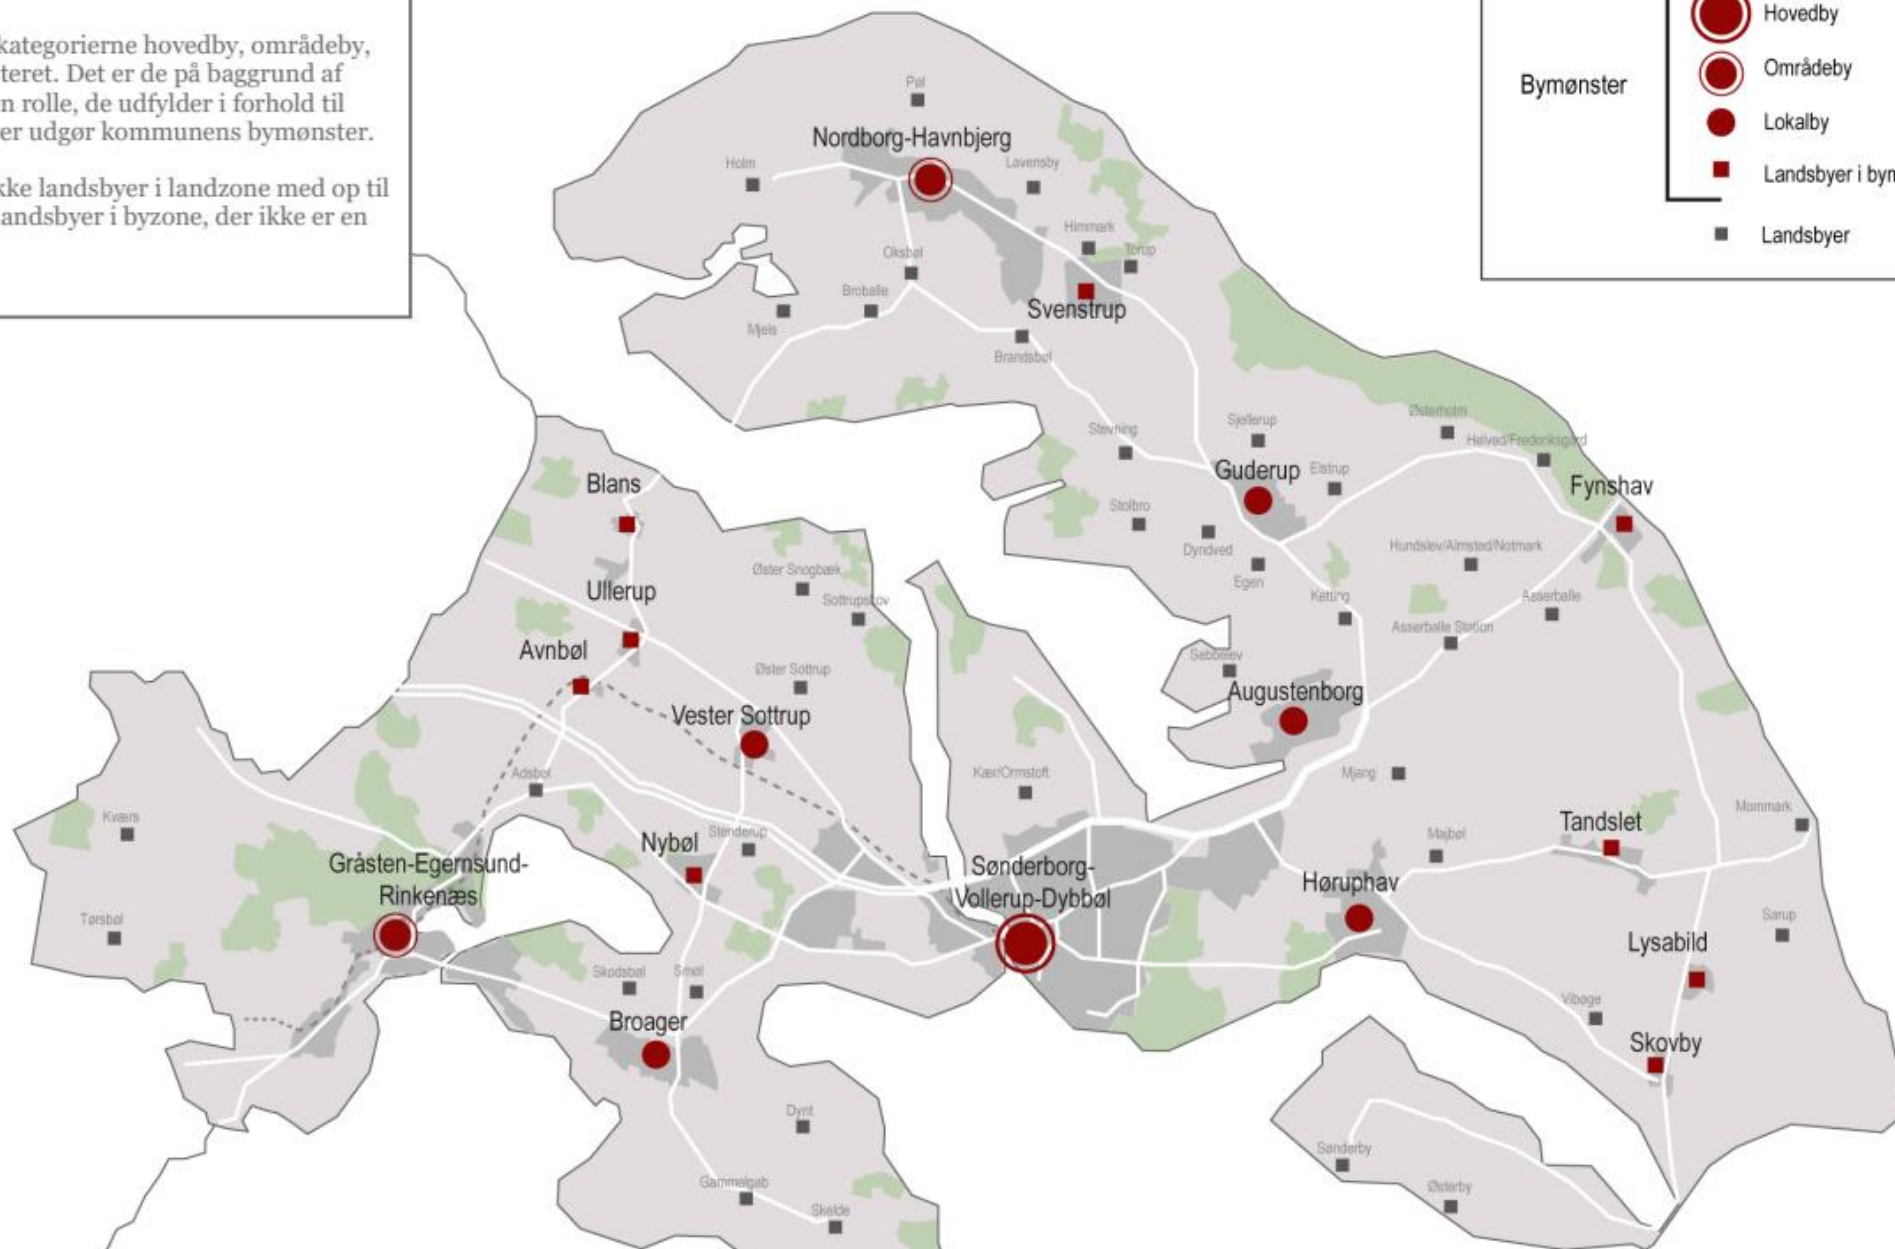 kategorierne hovedby, områdeby,
teret. Det er de på baggrund af
n rolle, de udfylder i forhold til
er udgør kommunens bymønster.
kke landsbyer i landzone med op til
andsbyer i byzone, der ikke er en
Hovedby
Områdeby
Bymønster
Lokalby
Landsbyer i bym
Landsbyer
Pøl
Nordborg-Havnbjerg
Holm
Lavensby
Himmark
Torup
Oksbøl
Broballe
Mjels
Svenstrup
Brandsbøl
Stevning
Sjellerup
Østerholm
Helved/Frederiksgård
Guderup
Elstrup
Fynshav
Blans
Stolbro
Dyndved
Egen
Hundslev/Almsted/Notmark
Øster Snogbæk
Ullerup
Sottrupskov
Ketting
Asserballe
Asserballe Station
Avnbøl
Sebbelev
Øster Sottrup
Augustenborg
Vester Sottrup
Adsbøl
Kær/Ormstoft
Mjang
Mommark
Kværs
Tandslet
Stenderup
Nybøl
Majbøl
Gråsten-Egernsund-
Rinkenæs
Sønderborg-
Vollerup-Dybbøl
Høruphav
Tørsbøl
Sarup
Lysabild
Skodsbøl
Smøl
Vibøge
Broager
Skovby
Dynt
Sønderby
Gammelgab
Østerby
Skelde